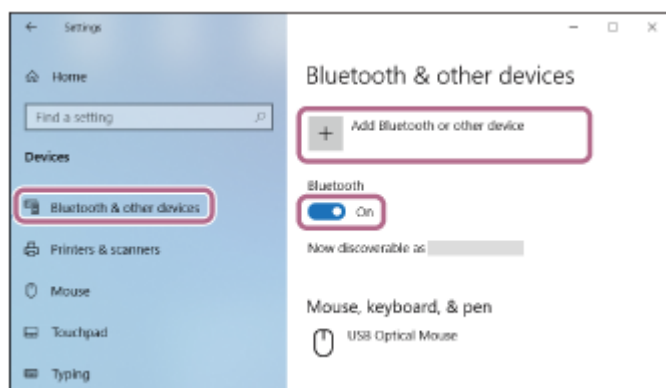 Settings
Home
Find a setting
Devices
Bluetooth & other devices
Printers & scanners
Mouse
Touchpad
Typing
Bluetooth & other devices
Add Bluetooth or other device
Bluetooth
On
Now discoverable as
Mouse, keyboard, & pen
USB Optical Mouse